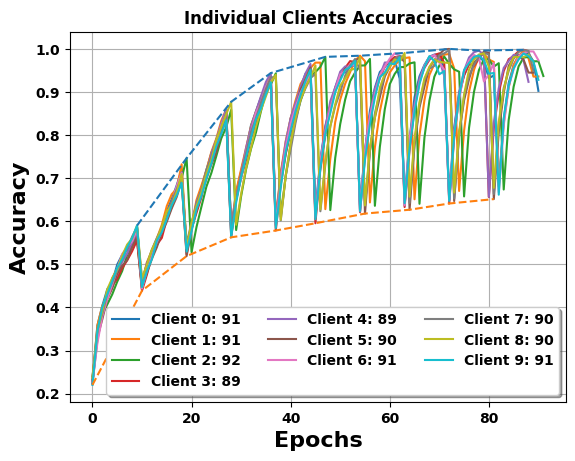 Individual Clients Accuracies
Accuracy
1.0
0.9
0.8
0.7
0.6
0.5
0.4
0.3
0.2
Client 0: 91
Client 1: 91
Client 2: 92
Client 3: 89
Client 4: 89
Client 5: 90
Client 6: 91
Client 7: 90
Client 8: 90
Client 9: 91
0 20 40 60 80
Epochs